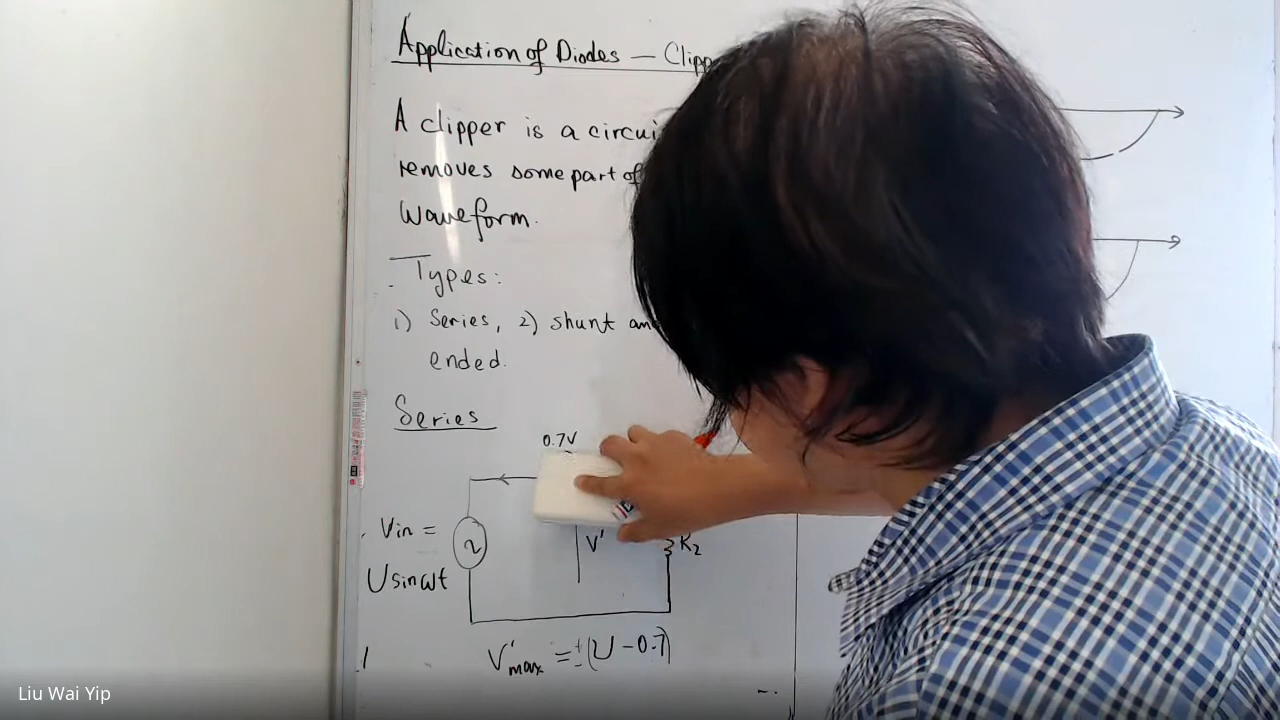 Application of Diodes — Clipp
A clipper is a circui
removes some part of
waveform.
Types:
1) Series, 2) shunt an
ended.
Series
0.7V
Vin =
Usinωt
V'
R2
V'max = ±(U - 0.7)
Liu Wai Yip